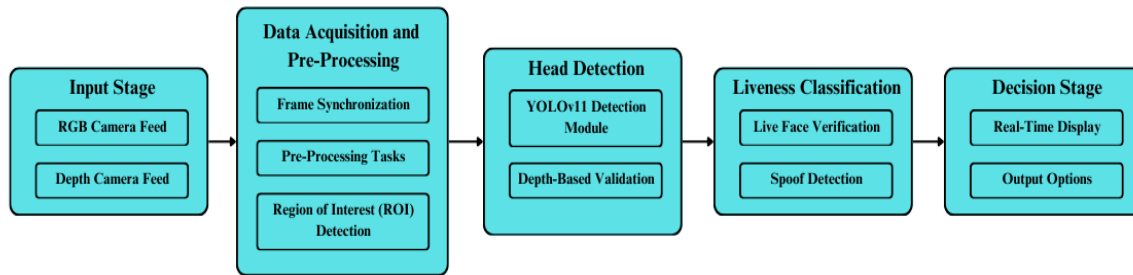 Input Stage
RGB Camera Feed
Depth Camera Feed
Data Acquisition and
Pre-Processing
Frame Synchronization
Pre-Processing Tasks
Region of Interest (ROI)
Detection
Head Detection
YOLOv11 Detection
Module
Depth-Based Validation
Liveness Classification
Live Face Verification
Spoof Detection
Decision Stage
Real-Time Display
Output Options